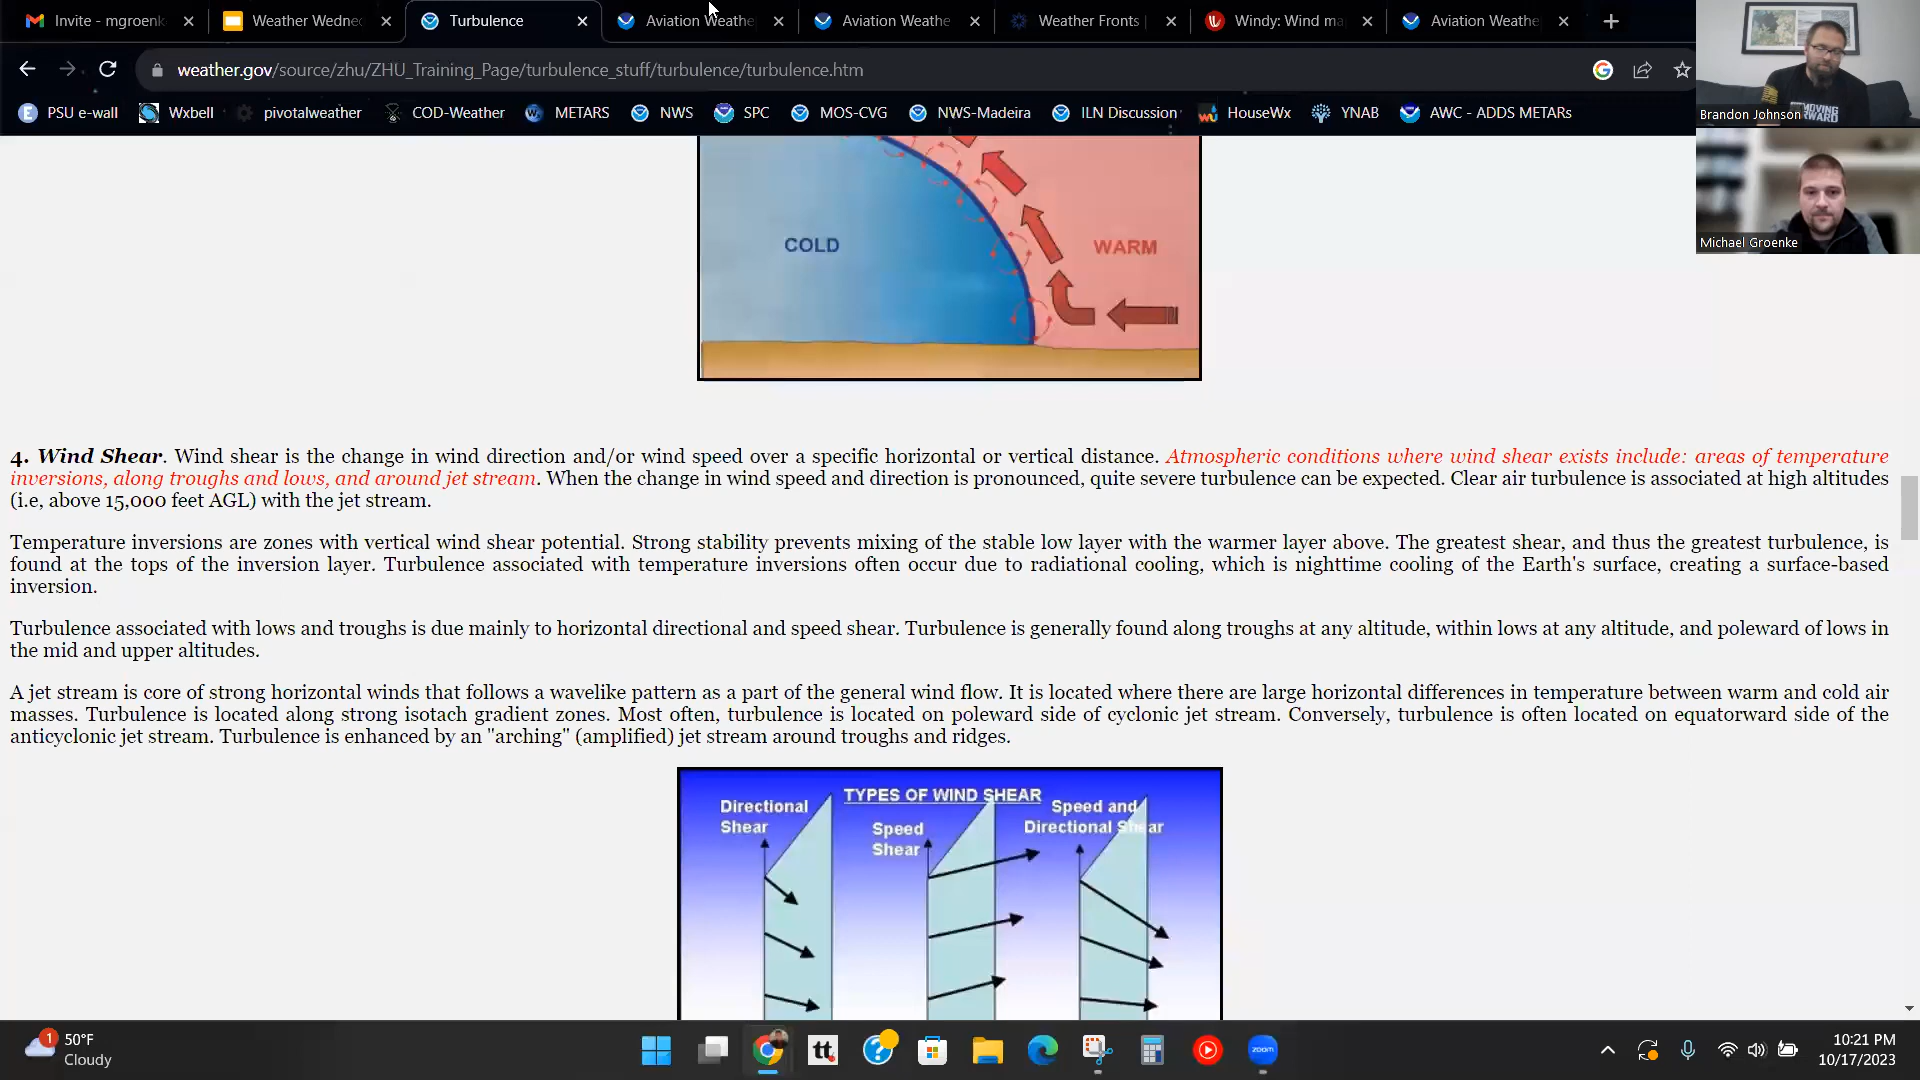 Invite - mgroenk
Weather Wedne
Turbulence
Aviation Weathe
Aviation Weathe
Weather Fronts
Windy: Wind ma
Aviation Weathe
weather.gov/source/zhu/ZHU_Training_Page/turbulence_stuff/turbulence/turbulence.htm
PSU e-wall
Wxbell
pivotalweather
COD-Weather
METARS
NWS
SPC
MOS-CVG
NWS-Madeira
ILN Discussion
HouseWx
YNAB
AWC - ADDS METARs
MOVING
FORWARD
Brandon Johnson
Michael Groenke
COLD
WARM
4. Wind Shear. Wind shear is the change in wind direction and/or wind speed over a specific horizontal or vertical distance. Atmospheric conditions where wind shear exists include: areas of temperature
inversions, along troughs and lows, and around jet stream. When the change in wind speed and direction is pronounced, quite severe turbulence can be expected. Clear air turbulence is associated at high altitudes
(i.e, above 15,000 feet AGL) with the jet stream.
Temperature inversions are zones with vertical wind shear potential. Strong stability prevents mixing of the stable low layer with the warmer layer above. The greatest shear, and thus the greatest turbulence, is
found at the tops of the inversion layer. Turbulence associated with temperature inversions often occur due to radiational cooling, which is nighttime cooling of the Earth's surface, creating a surface-based
inversion.
Turbulence associated with lows and troughs is due mainly to horizontal directional and speed shear. Turbulence is generally found along troughs at any altitude, within lows at any altitude, and poleward of lows in
the mid and upper altitudes.
A jet stream is core of strong horizontal winds that follows a wavelike pattern as a part of the general wind flow. It is located where there are large horizontal differences in temperature between warm and cold air
masses. Turbulence is located along strong isotach gradient zones. Most often, turbulence is located on poleward side of cyclonic jet stream. Conversely, turbulence is often located on equatorward side of the
anticyclonic jet stream. Turbulence is enhanced by an "arching" (amplified) jet stream around troughs and ridges.
TYPES OF WIND SHEAR
Directional
Shear
Speed
Shear
Speed and
Directional Shear
1
50°F
Cloudy
tt
zoom
10:21 PM
10/17/2023